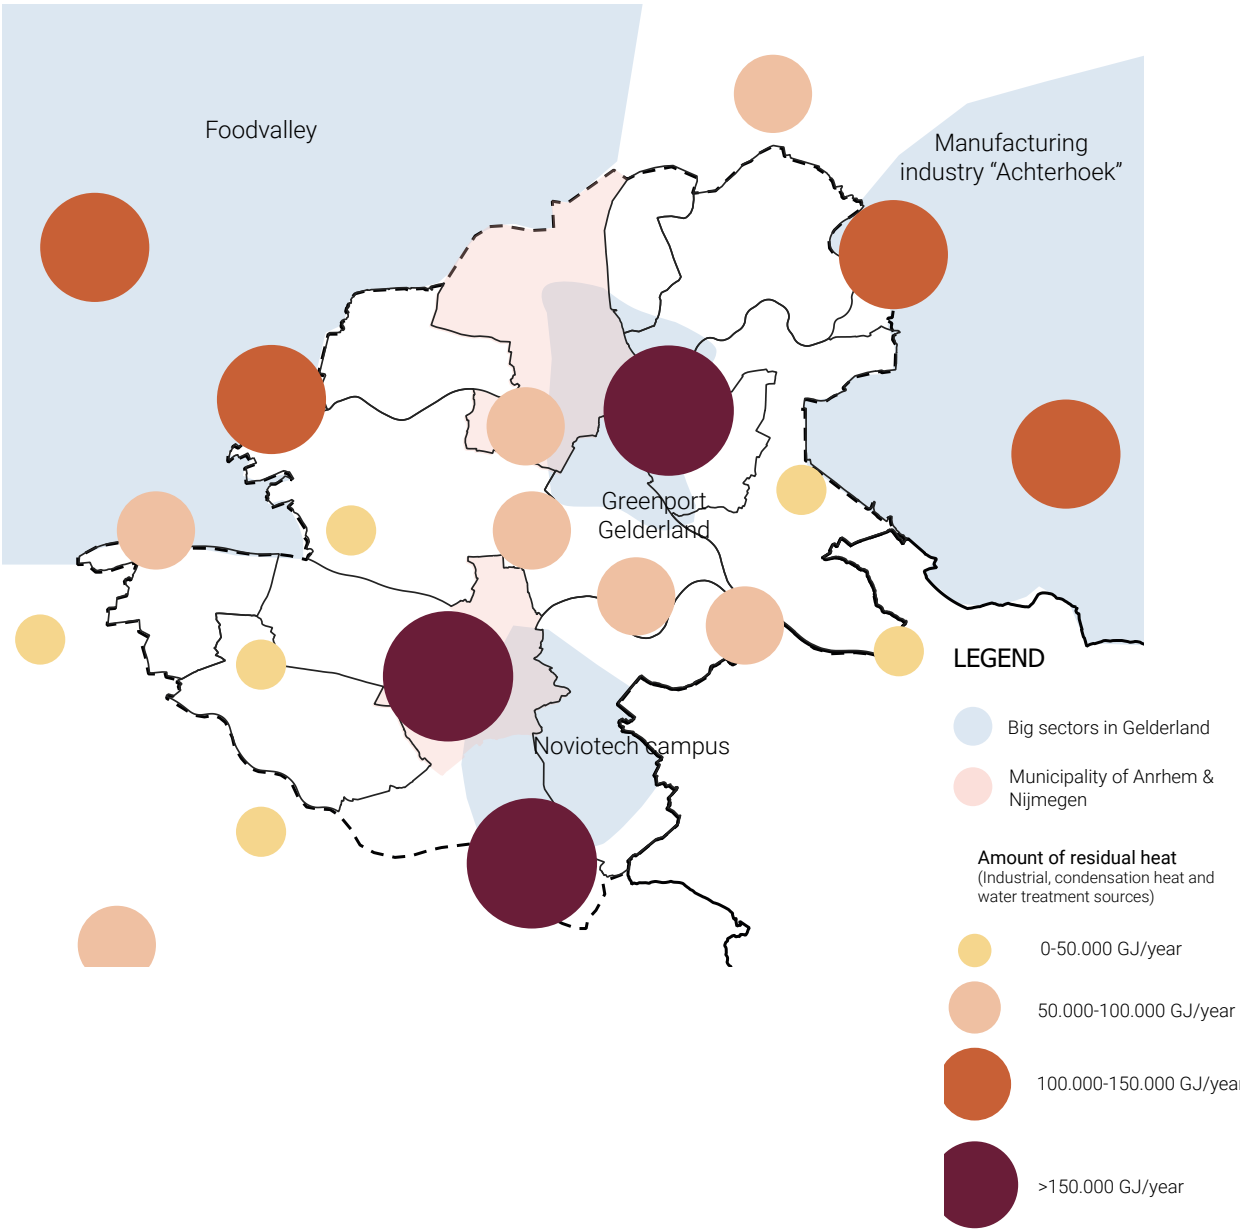 Foodvalley
Manufacturing
industry “Achterhoek”
Greenport
Gelderland
Noviotech campus
LEGEND
Big sectors in Gelderland
Municipality of Anrhem &
Nijmegen
Amount of residual heat
(Industrial, condensation heat and
water treatment sources)
0-50.000 GJ/year
50.000-100.000 GJ/year
100.000-150.000 GJ/year
>150.000 GJ/year